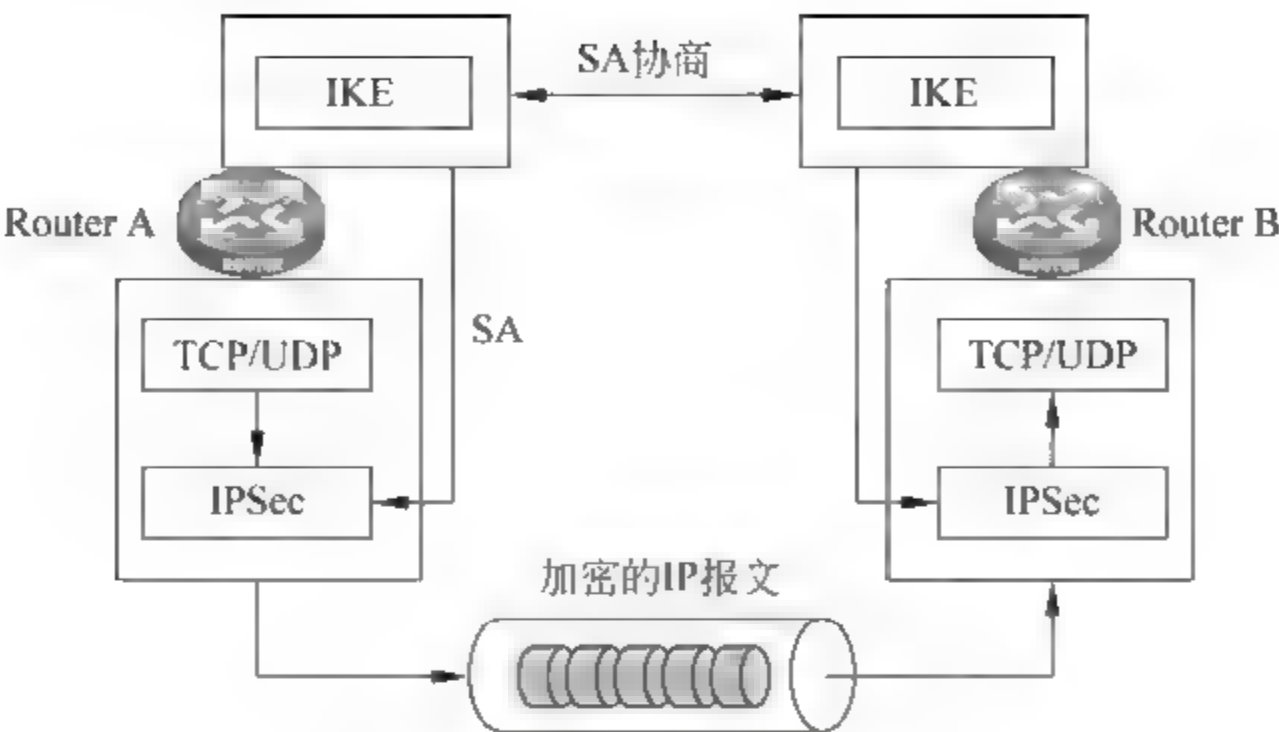 SA协商
IKE
IKE
Router A
Router B
SA
TCP/UDP
TCP/UDP
IPSec
IPSec
加密的IP报文